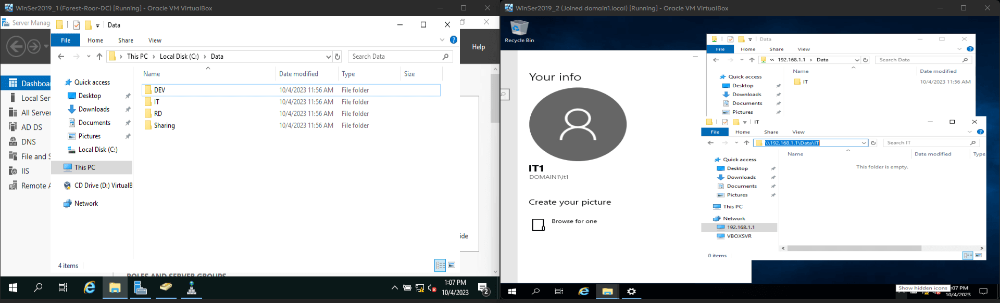 WinSer2019_1 (Forest-Roor-DC) [Running] - Oracle VM VirtualBox
Server Manag
Data
File Home Share View
Help
This PC > Local Disk (C:) > Data
Search Data
Name Date modified Type Size
Quick access
Desktop
Downloads
Documents
Pictures
Local Disk (C:)
This PC
CD Drive (D:) VirtualB
Network
DEV 10/4/2023 11:56 AM File folder
IT 10/4/2023 11:56 AM File folder
RD 10/4/2023 11:56 AM File folder
Sharing 10/4/2023 11:56 AM File folder
4 items
Dashboa
Local Ser
All Server
AD DS
DNS
File and S
IIS
Remote A
ide
ROLES AND SERVER GROUPS
1:07 PM
10/4/2023
2
WinSer2019_2 (Joined domain1.local) [Running] - Oracle VM VirtualBox
Recycle Bin
Your info
IT1
DOMAIN1\it1
Create your picture
Browse for one
Data
File Home Share View
« 192.168.1.1 > Data
Search Data
Name Date modified
Quick access
Desktop
Downloads
Documents
Pictures
IT 10/4/2023 11:56 AM
IT
File Home Share View
\\192.168.1.1\Data\IT
Search IT
Name Date modified Type
This folder is empty.
Quick access
Desktop
Downloads
Documents
Pictures
This PC
Network
192.168.1.1
VBOXSVR
0 items
Show hidden icons
:07 PM
10/4/2023